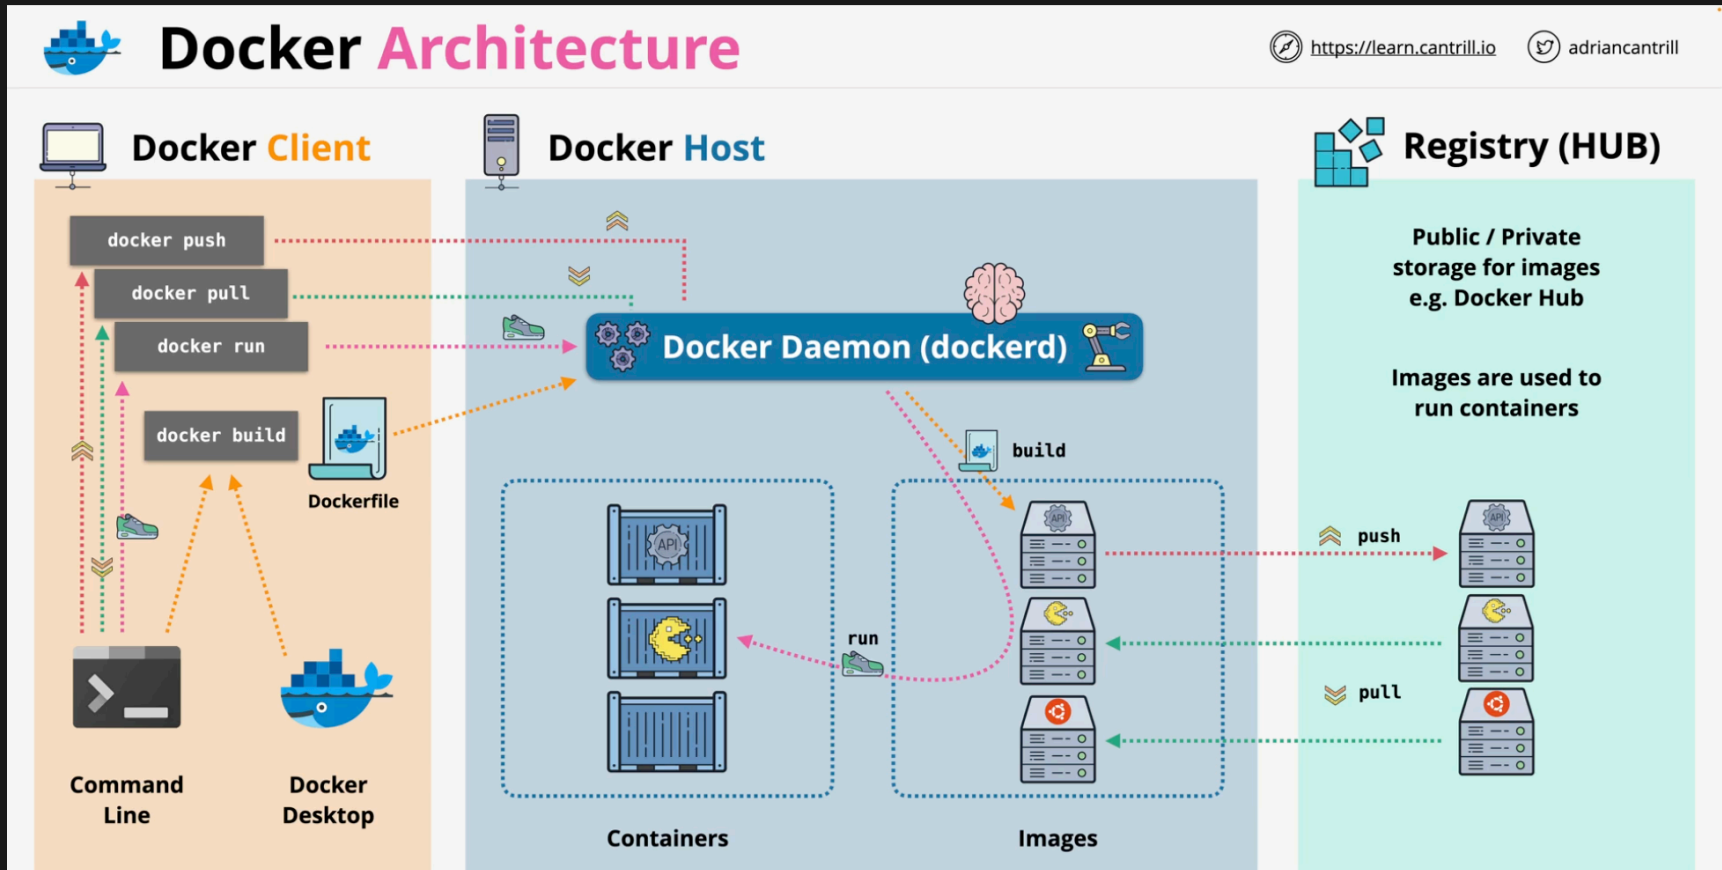 Docker Architecture
https://learn.cantrill.io
adriancantrill
Docker Client
docker push
docker pull
docker run
docker build
Dockerfile
Command
Line
Docker
Desktop
Docker Host
Docker Daemon (dockerd)
build
API
API
run
Containers
Images
Registry (HUB)
Public / Private
storage for images
e.g. Docker Hub
Images are used to
run containers
push
API
pull